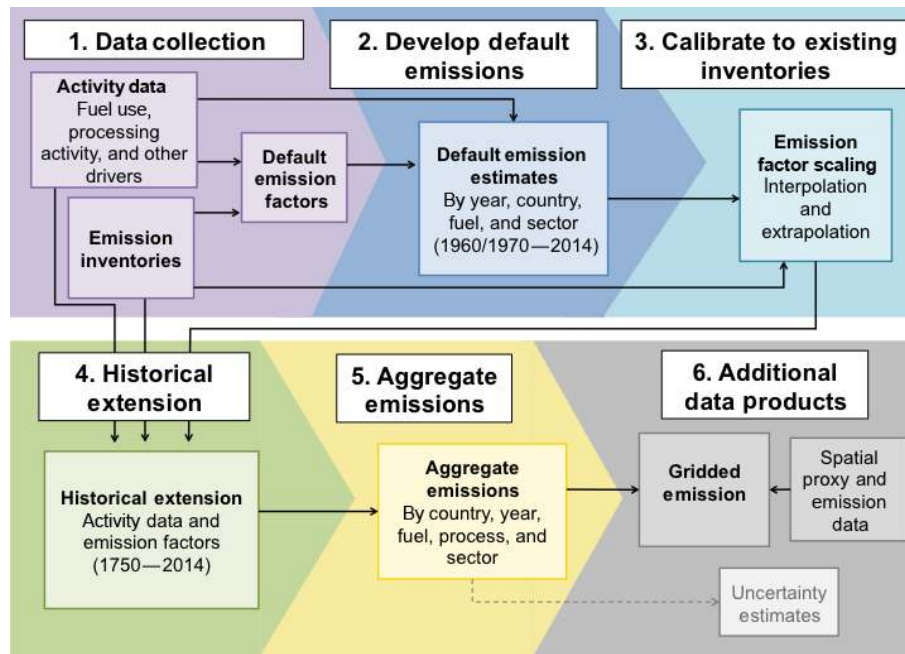 1. Data collection
2. Develop default
emissions
3. Calibrate to existing
inventories
Activity data
Fuel use,
processing
activity, and other
drivers
Default
emission
factors
Emission
inventories
Default emission
estimates
By year, country,
fuel, and sector
(1960/1970—2014)
Emission
factor scaling
Interpolation
and
extrapolation
4. Historical
extension
5. Aggregate
emissions
6. Additional
data products
Historical extension
Activity data and
emission factors
(1750—2014)
Aggregate
emissions
By country, year,
fuel, process, and
sector
Gridded
emission
Spatial
proxy and
emission
data
Uncertainty
estimates